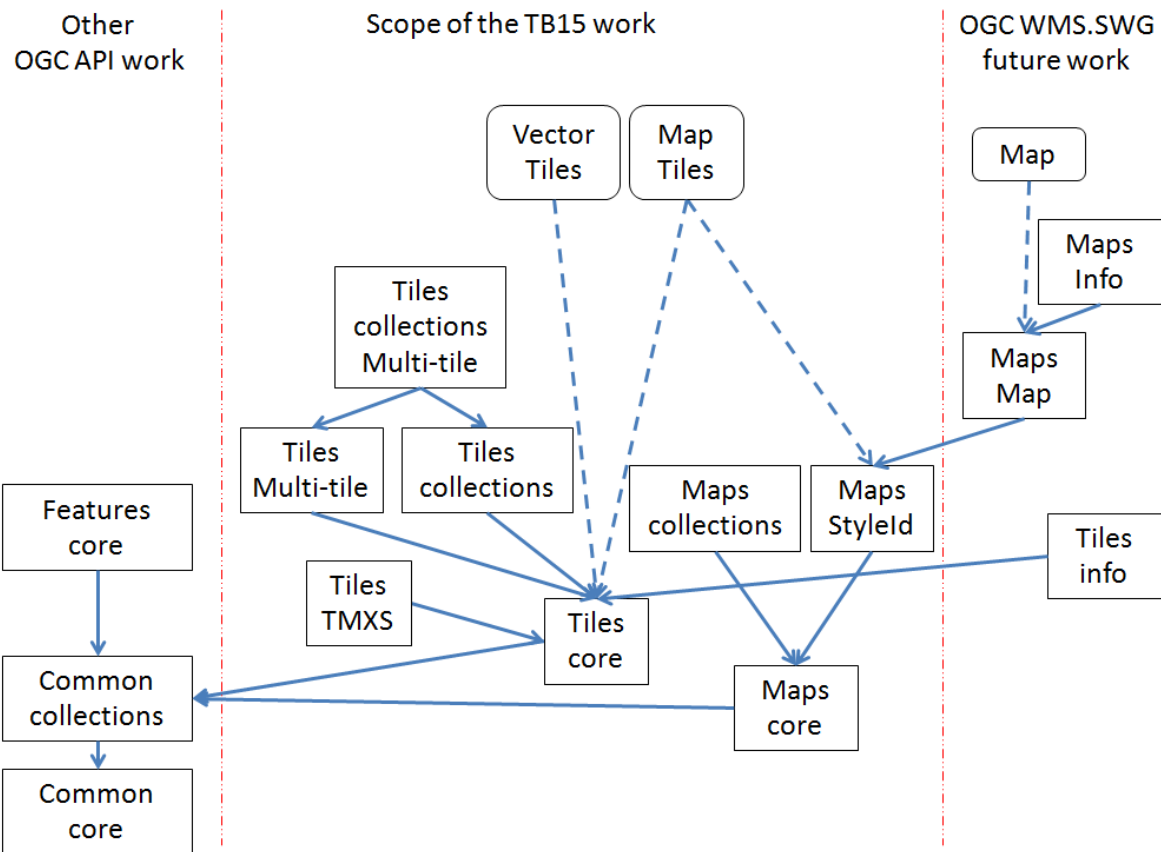 Other
OGC API work
Scope of the TB15 work
OGC WMS.SWG
future work
Vector
Tiles
Map
Tiles
Map
Maps
Info
Tiles
collections
Multi-tile
Maps
Map
Tiles
Multi-tile
Tiles
collections
Maps
collections
Maps
StyleId
Features
core
Tiles
info
Tiles
TMXS
Tiles
core
Common
collections
Maps
core
Common
core